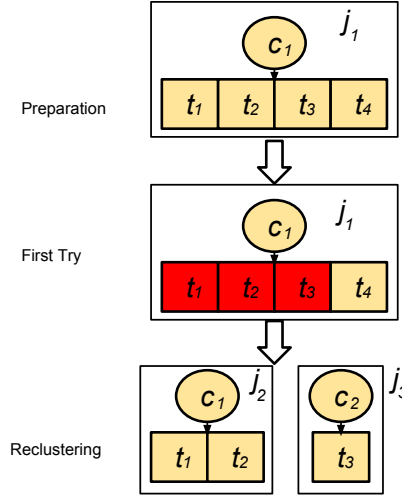 j1
c1
Preparation
t1 t2 t3 t4
j1
c1
First Try
t1 t2 t3 t4
c1 j2 c2 j3
Reclustering
t1 t2 t3